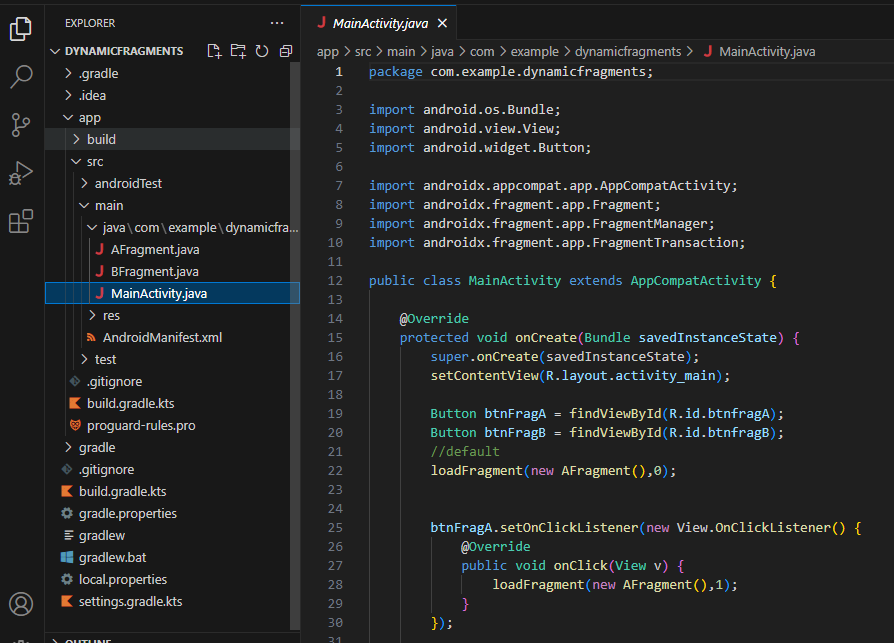 EXPLORER
···
DYNAMICFRAGMENTS
.gradle
.idea
app
build
src
androidTest
main
java\com\example\dynamicfra...
AFragment.java
BFragment.java
MainActivity.java
res
AndroidManifest.xml
test
.gitignore
build.gradle.kts
proguard-rules.pro
gradle
.gitignore
build.gradle.kts
gradle.properties
gradlew
gradlew.bat
local.properties
settings.gradle.kts
OUTLINE
J MainActivity.java ×
app > src > main > java > com > example > dynamicfragments > J MainActivity.java
1 package com.example.dynamicfragments;
2
3 import android.os.Bundle;
4 import android.view.View;
5 import android.widget.Button;
6
7 import androidx.appcompat.app.AppCompatActivity;
8 import androidx.fragment.app.Fragment;
9 import androidx.fragment.app.FragmentManager;
10 import androidx.fragment.app.FragmentTransaction;
11
12 public class MainActivity extends AppCompatActivity {
13
14 @Override
15 protected void onCreate(Bundle savedInstanceState) {
16 super.onCreate(savedInstanceState);
17 setContentView(R.layout.activity_main);
18
19 Button btnFragA = findViewById(R.id.btnfragA);
20 Button btnFragB = findViewById(R.id.btnfragB);
21 //default
22 loadFragment(new AFragment(),0);
23
24
25 btnFragA.setOnClickListener(new View.OnClickListener() {
26 @Override
27 public void onClick(View v) {
28 loadFragment(new AFragment(),1);
29 }
30 });
31